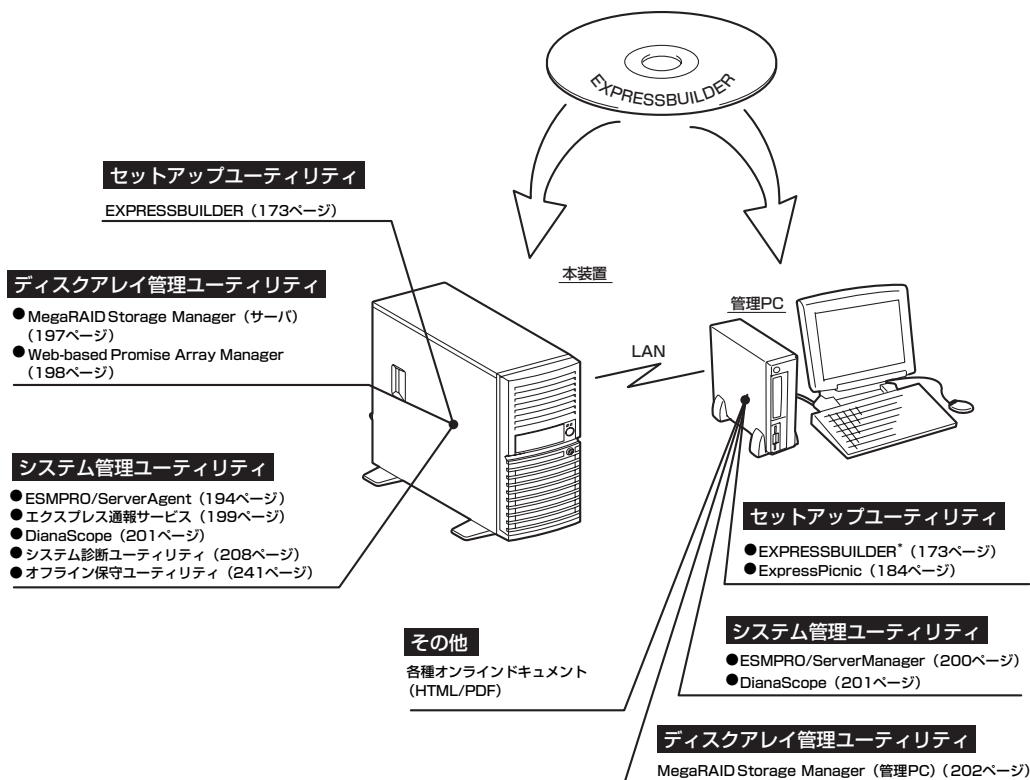 EXPRESSBUILDER
セットアップユーティリティ
EXPRESSBUILDER（173ページ）
ディスクアレイ管理ユーティリティ
●MegaRAID Storage Manager（サーバ）
（197ページ）
●Web-based Promise Array Manager
（198ページ）
システム管理ユーティリティ
●ESMPRO/ServerAgent（194ページ）
●エクスプレス通報サービス（199ページ）
●DianaScope（201ページ）
●システム診断ユーティリティ（208ページ）
●オフライン保守ユーティリティ（241ページ）
本装置
LAN
管理PC
セットアップユーティリティ
●EXPRESSBUILDER*（173ページ）
●ExpressPicnic（184ページ）
システム管理ユーティリティ
●ESMPRO/ServerManager（200ページ）
●DianaScope（201ページ）
その他
各種オンラインドキュメント
（HTML/PDF）
ディスクアレイ管理ユーティリティ
MegaRAID Storage Manager（管理PC）（202ページ）